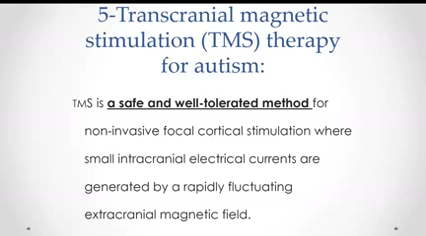 5-Transcranial magnetic
stimulation (TMS) therapy
for autism:
TMS is a safe and well-tolerated method for
non-invasive focal cortical stimulation where
small intracranial electrical currents are
generated by a rapidly fluctuating
extracranial magnetic field.